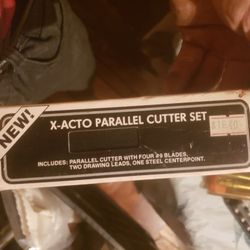 NEW!
X-ACTO PARALLEL CUTTER SET
INCLUDES: PARALLEL CUTTER WITH FOUR #9 BLADES,
TWO DRAWING LEADS, ONE STEEL CENTERPOINT.